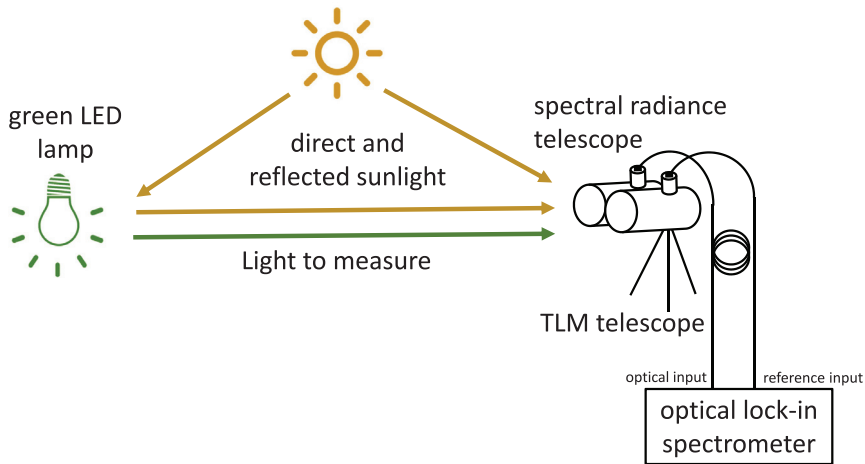 green LED
lamp
direct and
reflected sunlight
Light to measure
spectral radiance
telescope
TLM telescope
optical input
reference input
optical lock-in
spectrometer